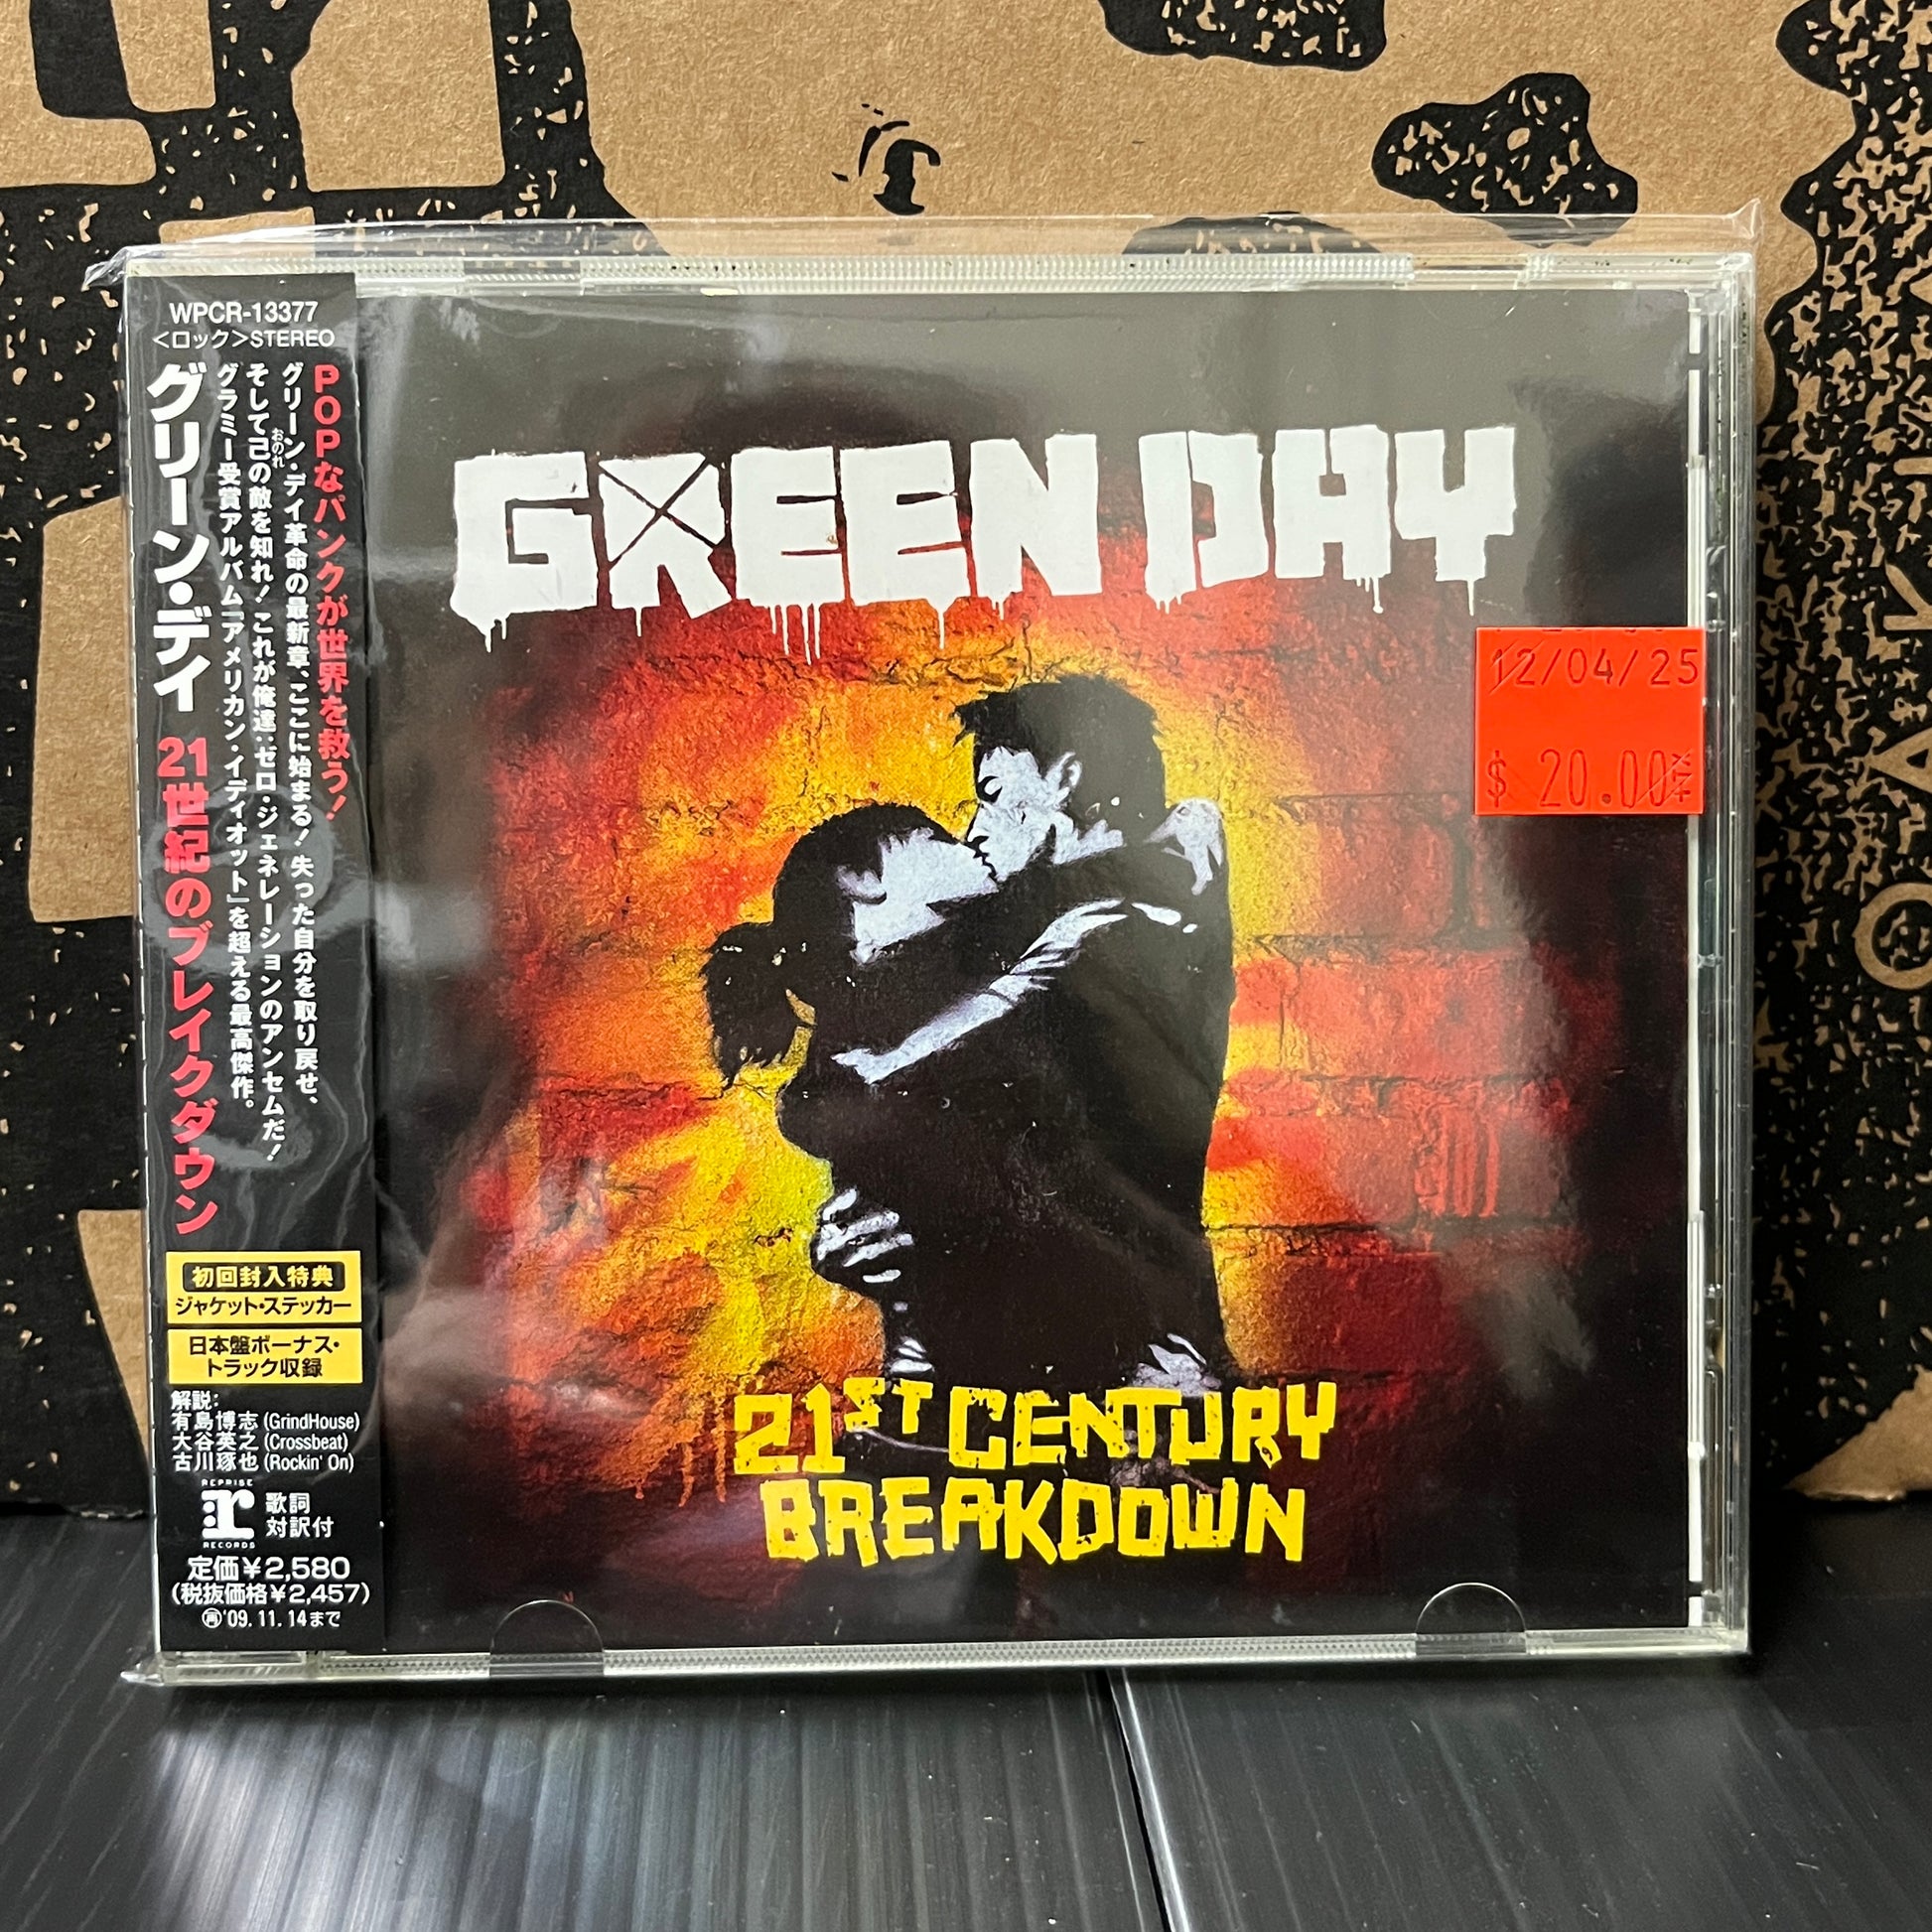 WPCR-13377
<ロック>STEREO
POPなパンクが世界を救う!
グリーン・デイ革命の最新章、ここに始まる! 失った自分を取り戻せ、
そして己の敵を知れ! これが俺達:ゼロ・ジェネレーションのアンセムだ!
おのれ
グラミー受賞アルバム「アメリカン・イディオット」を超える最高傑作。
グリーン・デイ 21世紀のブレイクダウン
初回封入特典
ジャケット・ステッカー
日本盤ボーナス・
トラック収録
解説:
有島博志 (GrindHouse)
大谷英之 (Crossbeat)
古川琢也 (Rockin' On)
REPRISE
r
RECORDS
歌詞
対訳付
定価¥2,580
(税抜価格¥2,457)
㋐'09.11.14まで
GREEN DAY
12/04/25
$ 20.00
21ST CENTURY
BREAKDOWN